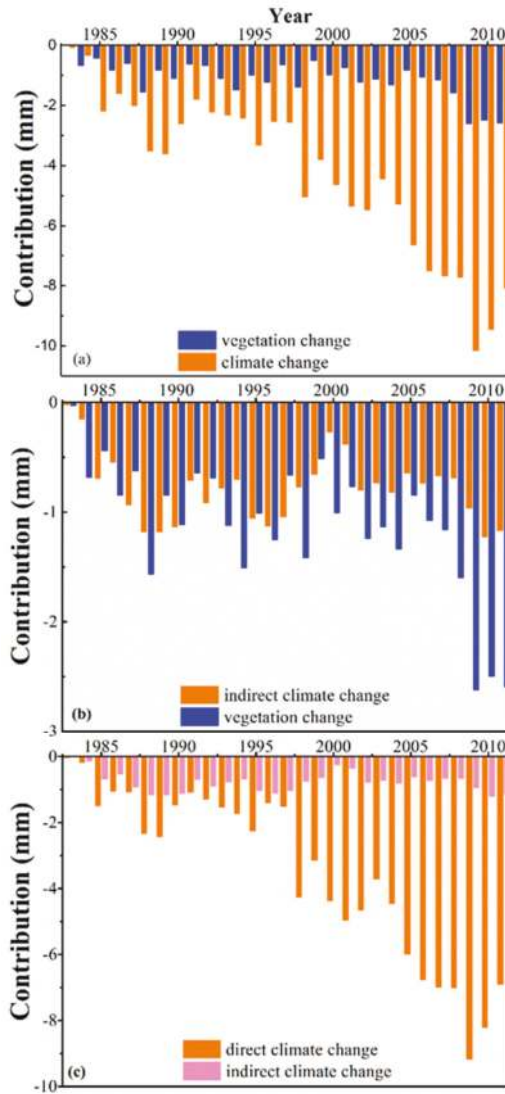 Year
1985 1990 1995 2000 2005 2010
0
-2
-4
-6
-8
-10
Contribution (mm)
vegetation change
climate change
(a)
1985 1990 1995 2000 2005 2010
0
-1
-2
-3
Contribution (mm)
indirect climate change
vegetation change
(b)
1985 1990 1995 2000 2005 2010
0
-2
-4
-6
-8
-10
Contribution (mm)
direct climate change
indirect climate change
(c)